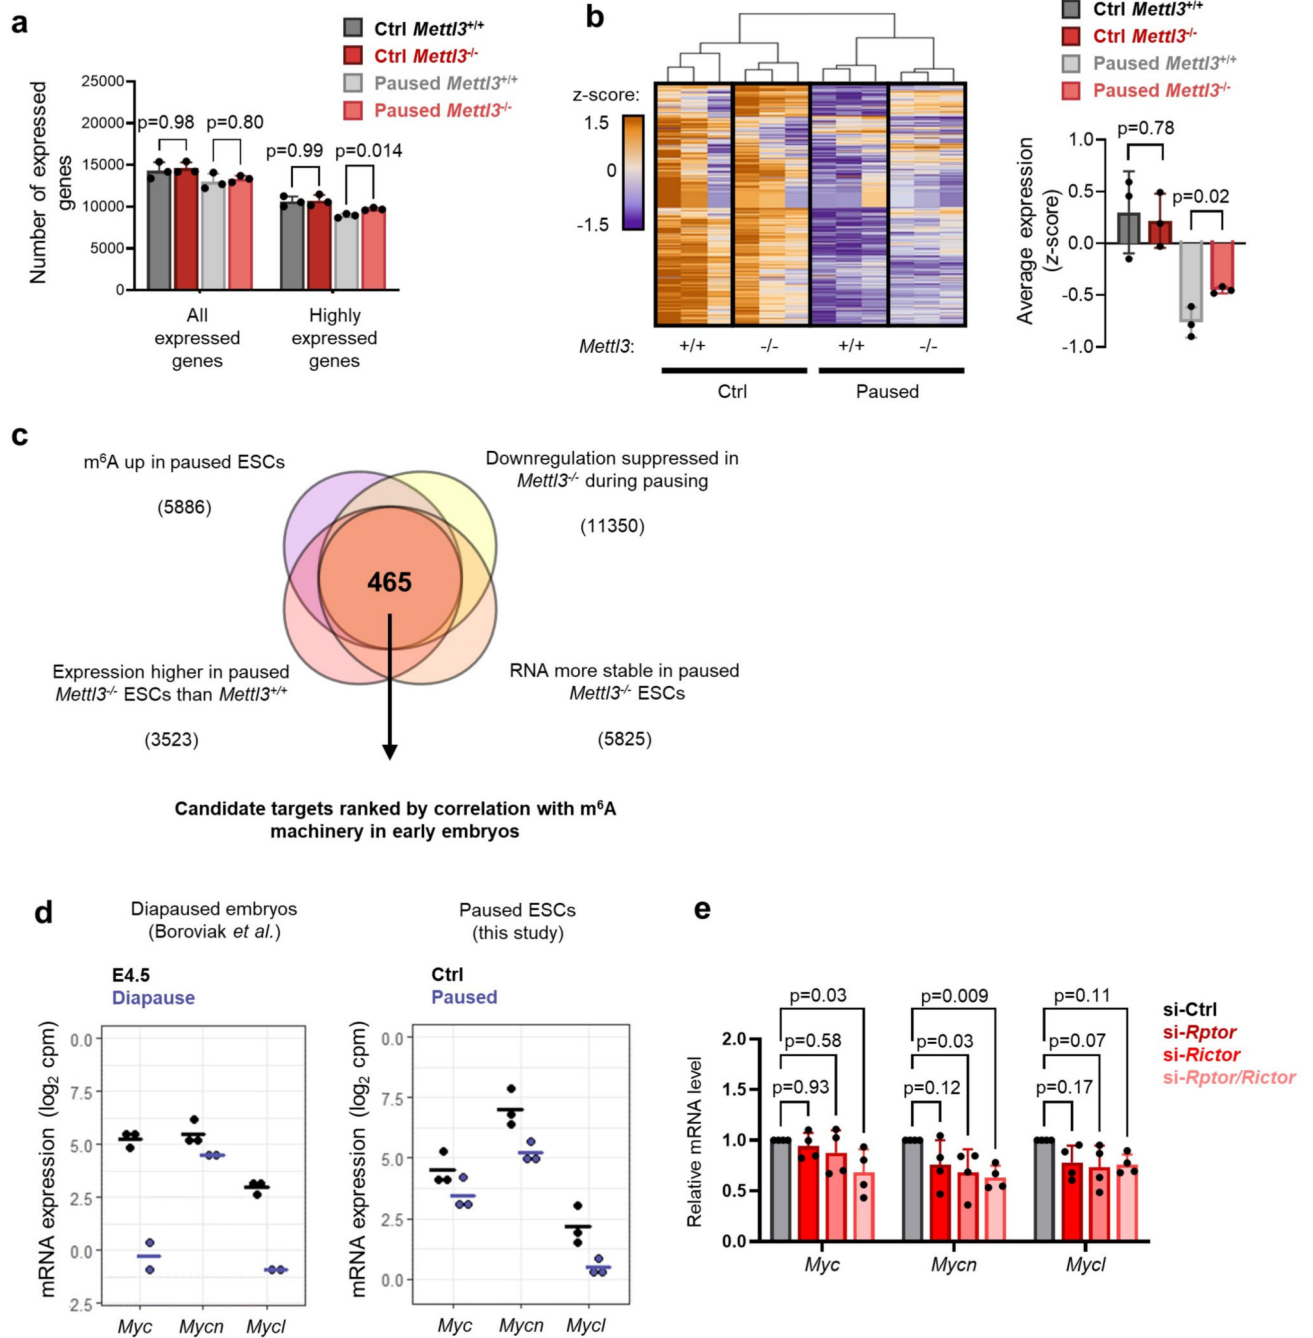 a
Ctrl Mettl3+/+
Ctrl Mettl3-/-
Paused Mettl3+/+
Paused Mettl3-/-
Number of expressed
genes
25000
20000
15000
10000
5000
0
p=0.98
p=0.80
p=0.99
p=0.014
All
expressed
genes
Highly
expressed
genes
b
z-score:
1.5
0
-1.5
Mettl3:
+/+
-/-
+/+
-/-
Ctrl
Paused
Ctrl Mettl3+/+
Ctrl Mettl3-/-
Paused Mettl3+/+
Paused Mettl3-/-
Average expression
(z-score)
1.0
0.5
0.0
-0.5
-1.0
p=0.78
p=0.02
c
m6A up in paused ESCs
(5886)
Downregulation suppressed in
Mettl3-/- during pausing
(11350)
465
Expression higher in paused
Mettl3-/- ESCs than Mettl3+/+
(3523)
RNA more stable in paused
Mettl3-/- ESCs
(5825)
Candidate targets ranked by correlation with m6A
machinery in early embryos
d
Diapaused embryos
(Boroviak et al.)
E4.5
Diapause
mRNA expression (log2 cpm)
0.0
7.5
5.0
2.5
0.0
2.5
Myc
Mycn
Mycl
Paused ESCs
(this study)
Ctrl
Paused
mRNA expression (log2 cpm)
0.0
7.5
5.0
2.5
0.0
Myc
Mycn
Mycl
e
Relative mRNA level
2.0
1.5
1.0
0.5
0.0
p=0.03
p=0.58
p=0.93
p=0.009
p=0.03
p=0.12
p=0.11
p=0.07
p=0.17
Myc
Mycn
Mycl
si-Ctrl
si-Rptor
si-Rictor
si-Rptor/Rictor